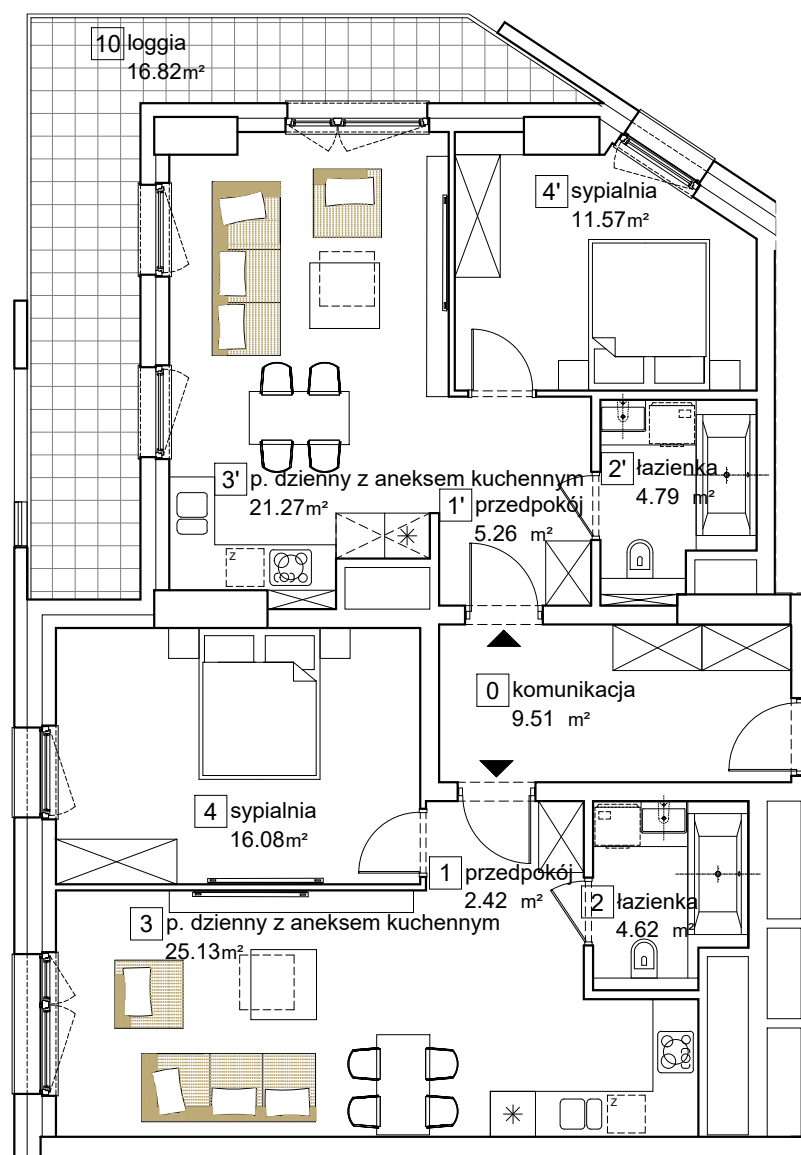 10 loggia
16.82m²
4' sypialnia
11.57m²
3' p. dzienny z aneksem kuchennym
21.27m²
2' łazienka
4.79 m²
1' przedpokój
5.26 m²
z
0 komunikacja
9.51 m²
4 sypialnia
16.08m²
1 przedpokój
2.42 m²
2 łazienka
4.62 m²
3 p. dzienny z aneksem kuchennym
25.13m²
z